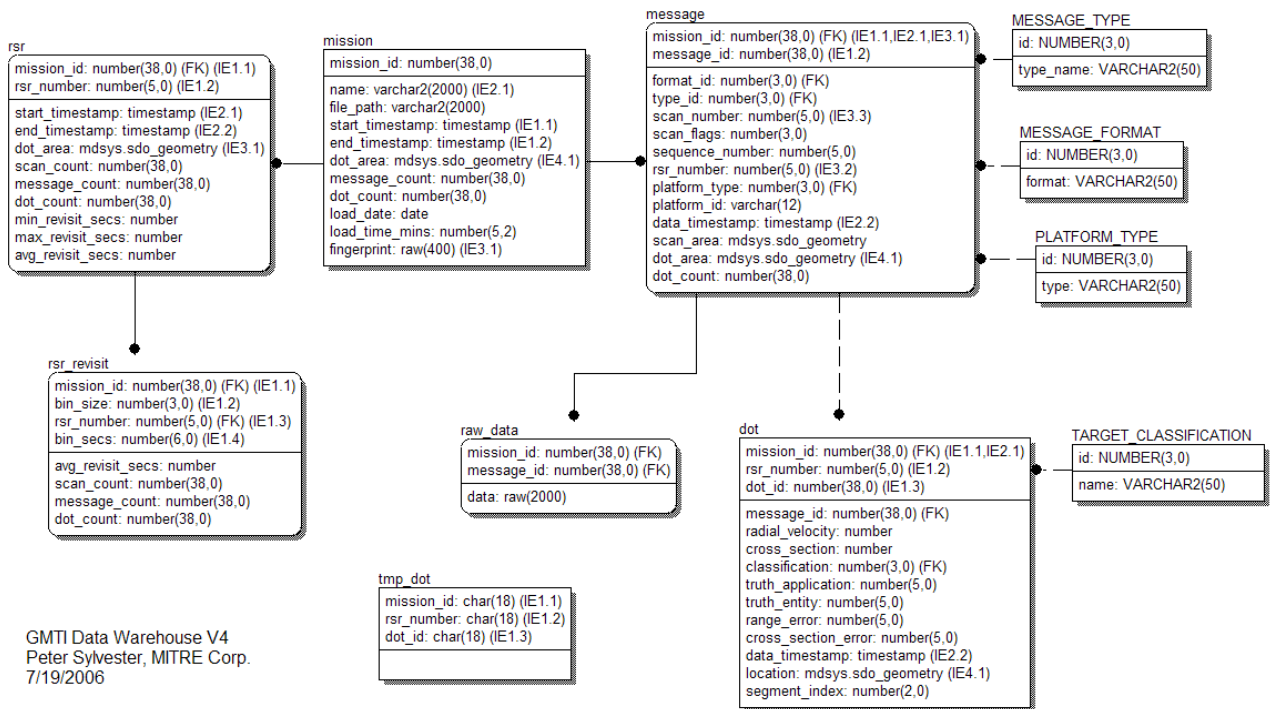 rsr
mission_id: number(38,0) (FK) (IE1.1)
rsr_number: number(5,0) (IE1.2)
start_timestamp: timestamp (IE2.1)
end_timestamp: timestamp (IE2.2)
dot_area: mdsys.sdo_geometry (IE3.1)
scan_count: number(38,0)
message_count: number(38,0)
dot_count: number(38,0)
min_revisit_secs: number
max_revisit_secs: number
avg_revisit_secs: number
mission
mission_id: number(38,0)
name: varchar2(2000) (IE2.1)
file_path: varchar2(2000)
start_timestamp: timestamp (IE1.1)
end_timestamp: timestamp (IE1.2)
dot_area: mdsys.sdo_geometry (IE4.1)
message_count: number(38,0)
dot_count: number(38,0)
load_date: date
load_time_mins: number(5,2)
fingerprint: raw(400) (IE3.1)
message
mission_id: number(38,0) (FK) (IE1.1,IE2.1,IE3.1)
message_id: number(38,0) (IE1.2)
format_id: number(3,0) (FK)
type_id: number(3,0) (FK)
scan_number: number(5,0) (IE3.3)
scan_flags: number(3,0)
sequence_number: number(5,0)
rsr_number: number(5,0) (IE3.2)
platform_type: number(3,0) (FK)
platform_id: varchar(12)
data_timestamp: timestamp (IE2.2)
scan_area: mdsys.sdo_geometry
dot_area: mdsys.sdo_geometry (IE4.1)
dot_count: number(38,0)
MESSAGE_TYPE
id: NUMBER(3,0)
type_name: VARCHAR2(50)
MESSAGE_FORMAT
id: NUMBER(3,0)
format: VARCHAR2(50)
PLATFORM_TYPE
id: NUMBER(3,0)
type: VARCHAR2(50)
rsr_revisit
mission_id: number(38,0) (FK) (IE1.1)
bin_size: number(3,0) (IE1.2)
rsr_number: number(5,0) (FK) (IE1.3)
bin_secs: number(6,0) (IE1.4)
avg_revisit_secs: number
scan_count: number(38,0)
message_count: number(38,0)
dot_count: number(38,0)
raw_data
mission_id: number(38,0) (FK)
message_id: number(38,0) (FK)
data: raw(2000)
dot
mission_id: number(38,0) (FK) (IE1.1,IE2.1)
rsr_number: number(5,0) (IE1.2)
dot_id: number(38,0) (IE1.3)
message_id: number(38,0) (FK)
radial_velocity: number
cross_section: number
classification: number(3,0) (FK)
truth_application: number(5,0)
truth_entity: number(5,0)
range_error: number(5,0)
cross_section_error: number(5,0)
data_timestamp: timestamp (IE2.2)
location: mdsys.sdo_geometry (IE4.1)
segment_index: number(2,0)
TARGET_CLASSIFICATION
id: NUMBER(3,0)
name: VARCHAR2(50)
tmp_dot
mission_id: char(18) (IE1.1)
rsr_number: char(18) (IE1.2)
dot_id: char(18) (IE1.3)
GMTI Data Warehouse V4
Peter Sylvester, MITRE Corp.
7/19/2006